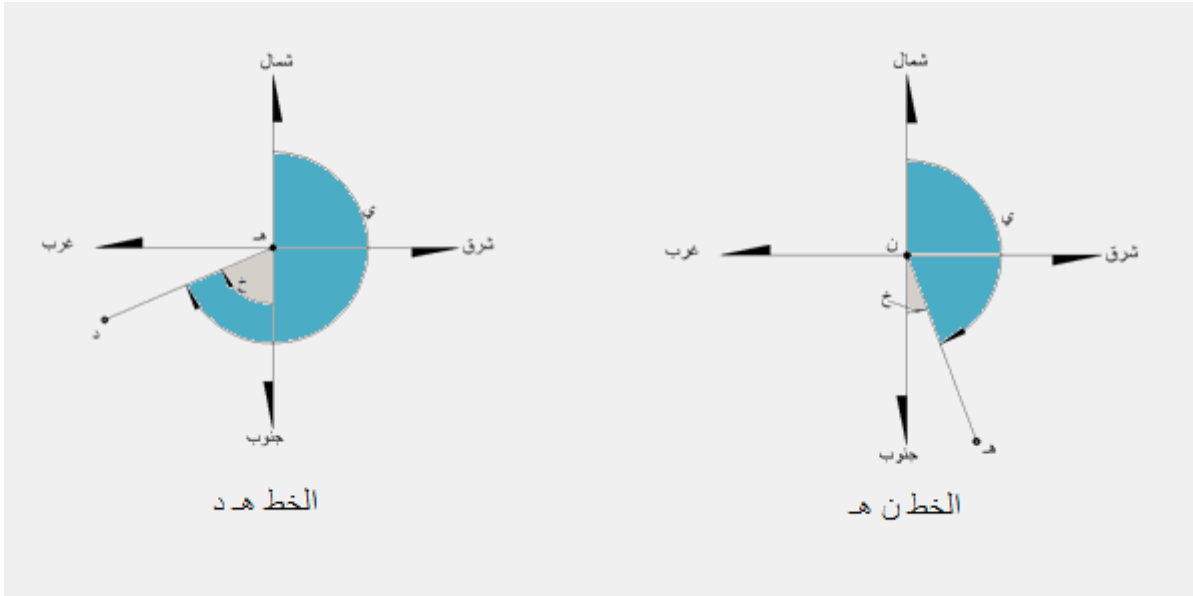 شمال
ي
شرق
هـ
غرب
خ
د
جنوب
الخط هـ د
شمال
ي
شرق
ن
غرب
خ
هـ
جنوب
الخط ن هـ